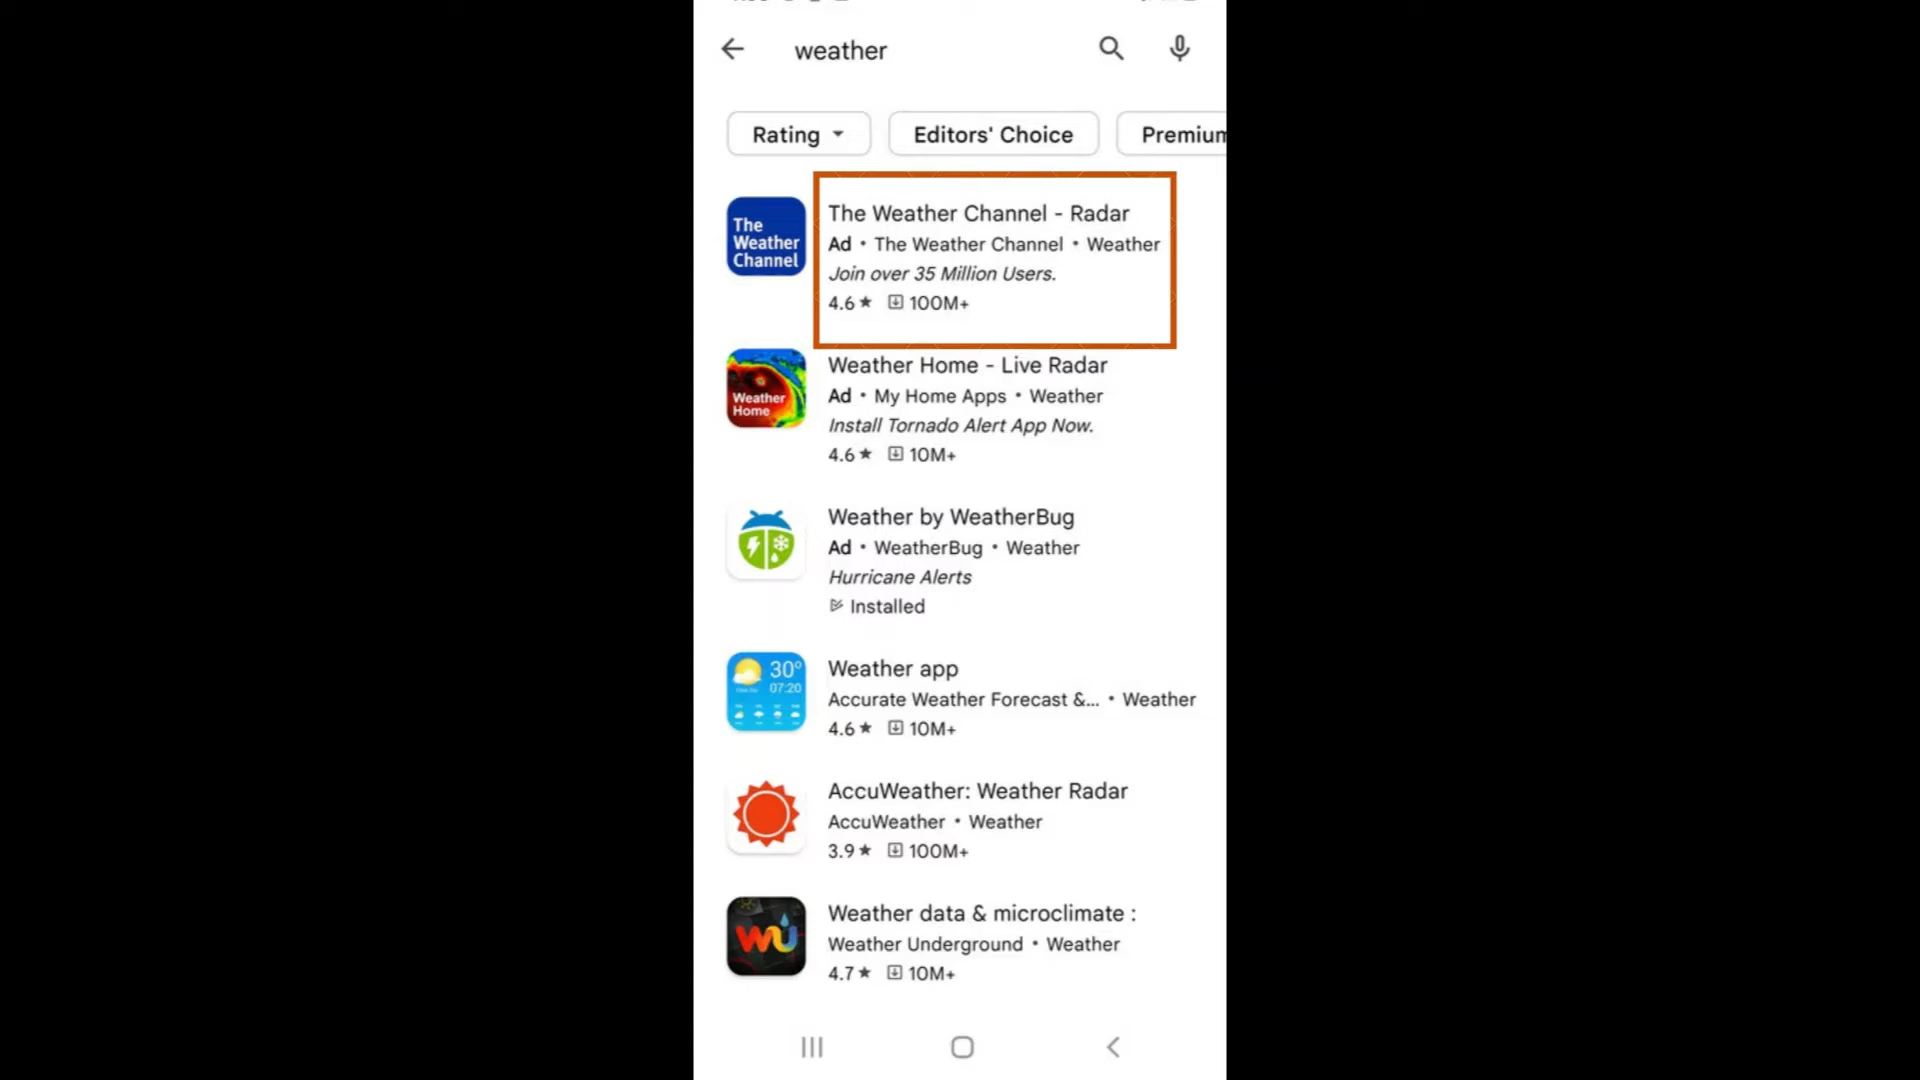 weather
Rating
Editors' Choice
Premium
The Weather Channel - Radar
Ad • The Weather Channel • Weather
Join over 35 Million Users.
4.6★ 100M+
The
Weather
Channel
Weather Home - Live Radar
Ad • My Home Apps • Weather
Install Tornado Alert App Now.
4.6★ 10M+
Weather
Home
Weather by WeatherBug
Ad • WeatherBug • Weather
Hurricane Alerts
Installed
Weather app
Accurate Weather Forecast &... • Weather
4.6★ 10M+
30°
07:20
AccuWeather: Weather Radar
AccuWeather • Weather
3.9★ 100M+
Weather data & microclimate :
Weather Underground • Weather
4.7★ 10M+
wu